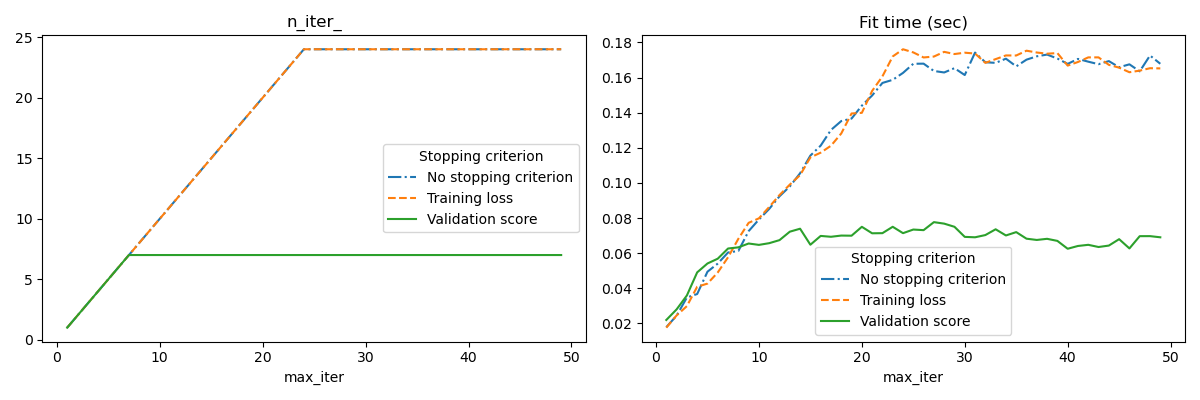 n_iter_
25
20
15
10
5
0
0
10
20
30
40
50
max_iter
Stopping criterion
No stopping criterion
Training loss
Validation score
Fit time (sec)
0.18
0.16
0.14
0.12
0.10
0.08
0.06
0.04
0.02
0
10
20
30
40
50
max_iter
Stopping criterion
No stopping criterion
Training loss
Validation score